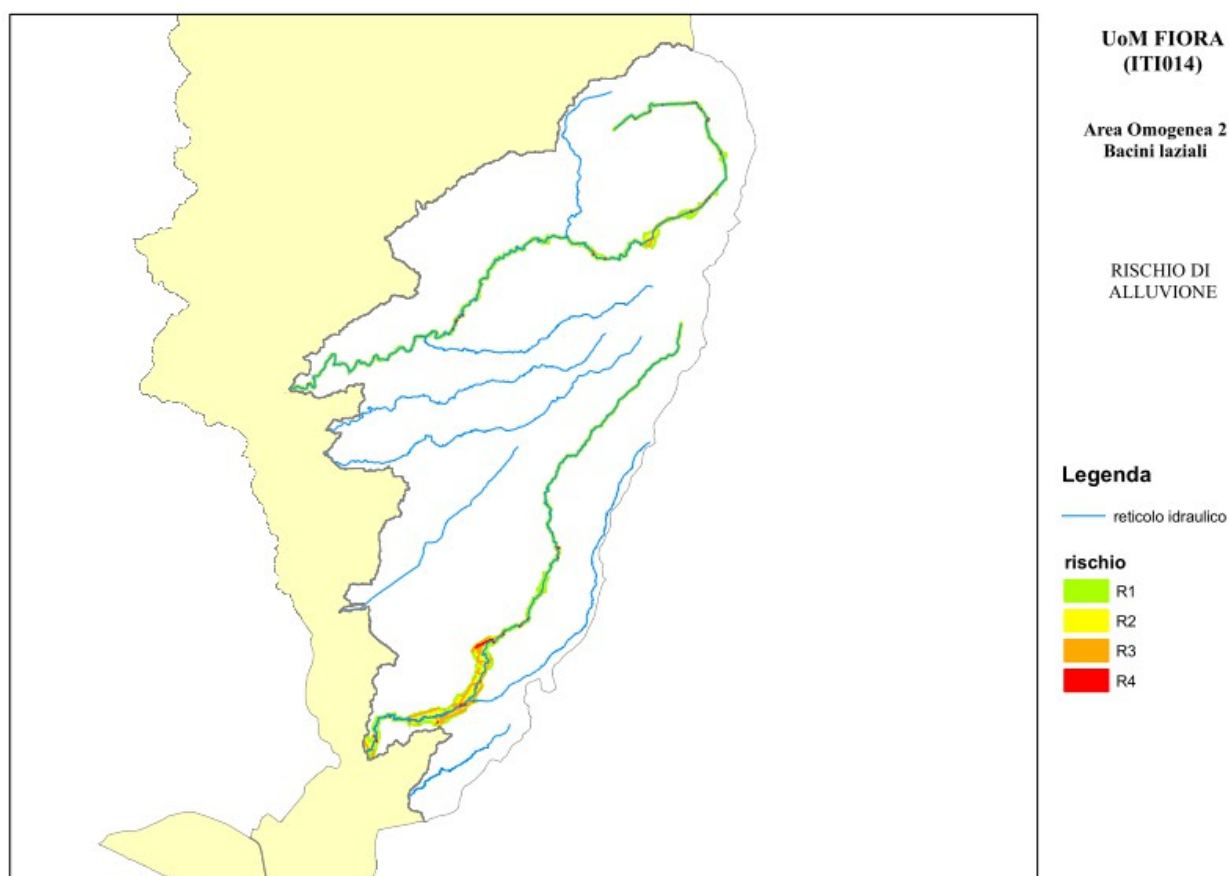 UoM FIORA
(ITI014)
Area Omogenea 2
Bacini laziali
RISCHIO DI
ALLUVIONE
Legenda
reticolo idraulico
rischio
R1
R2
R3
R4